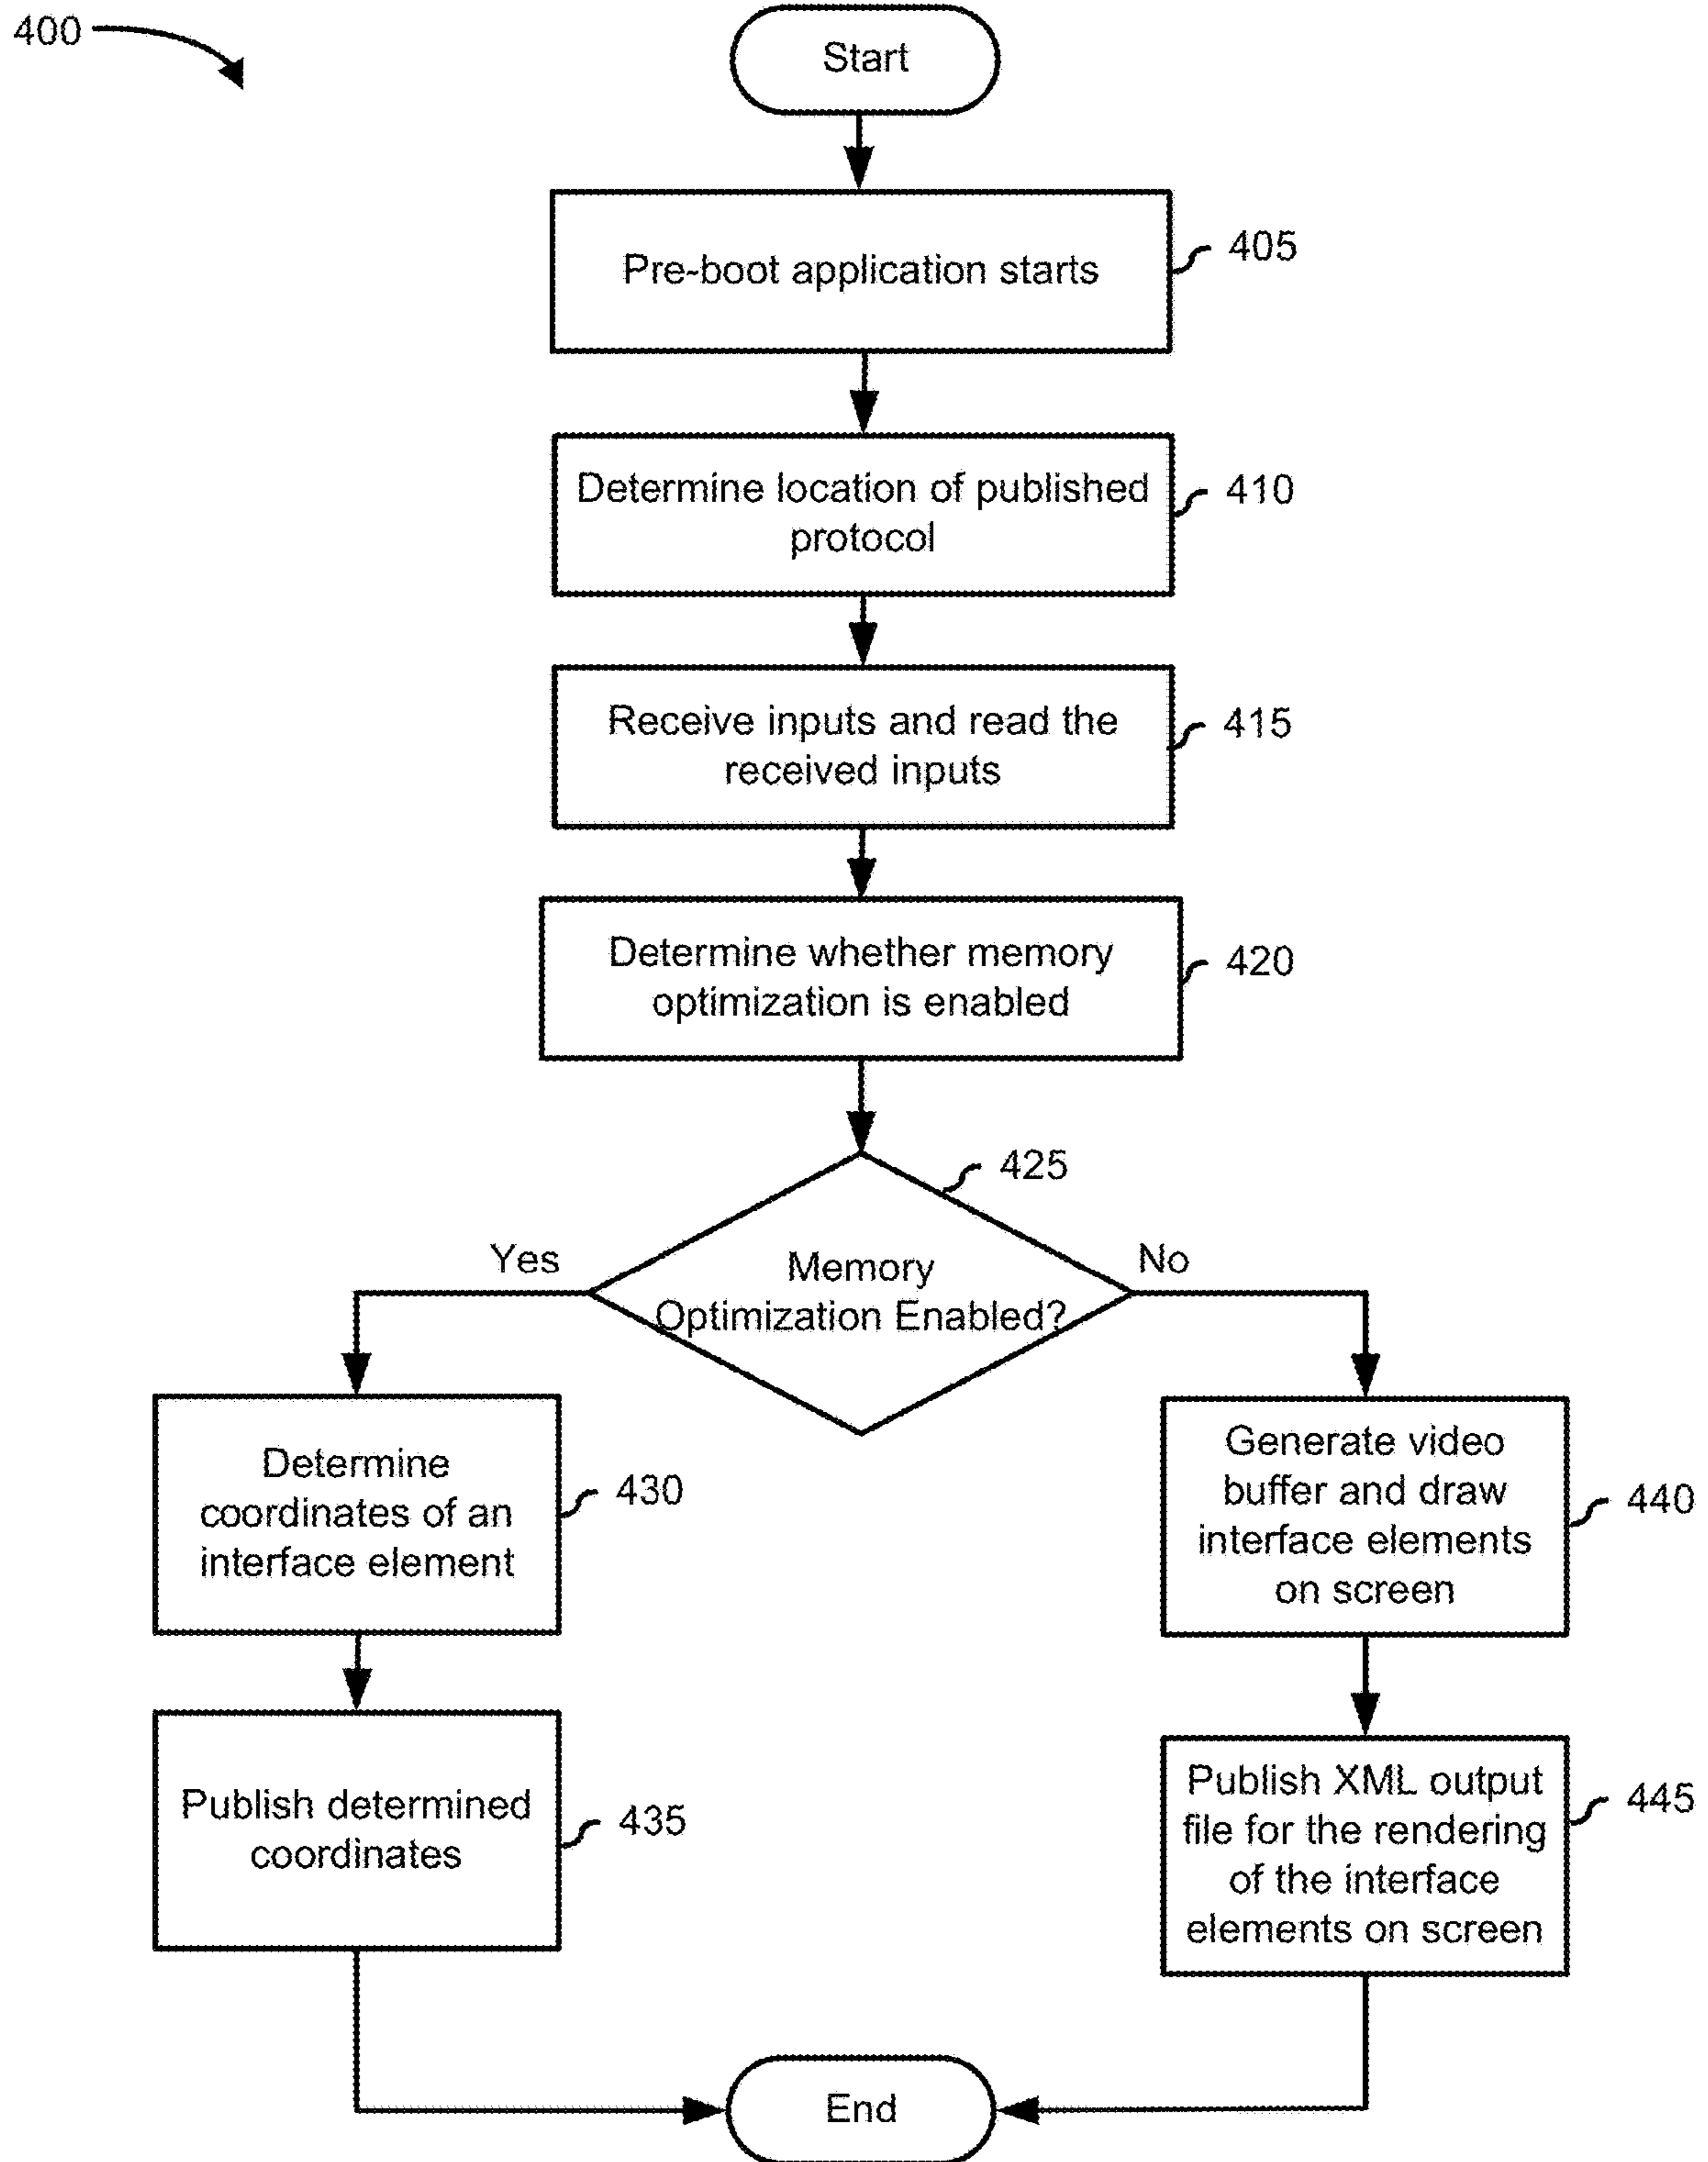 400
Start
Pre-boot application starts
405
Determine location of published
protocol
410
Receive inputs and read the
received inputs
415
Determine whether memory
optimization is enabled
420
425
Yes
Memory
Optimization Enabled?
No
Determine
coordinates of an
interface element
430
Generate video
buffer and draw
interface elements
on screen
440
Publish determined
coordinates
435
Publish XML output
file for the rendering
of the interface
elements on screen
445
End